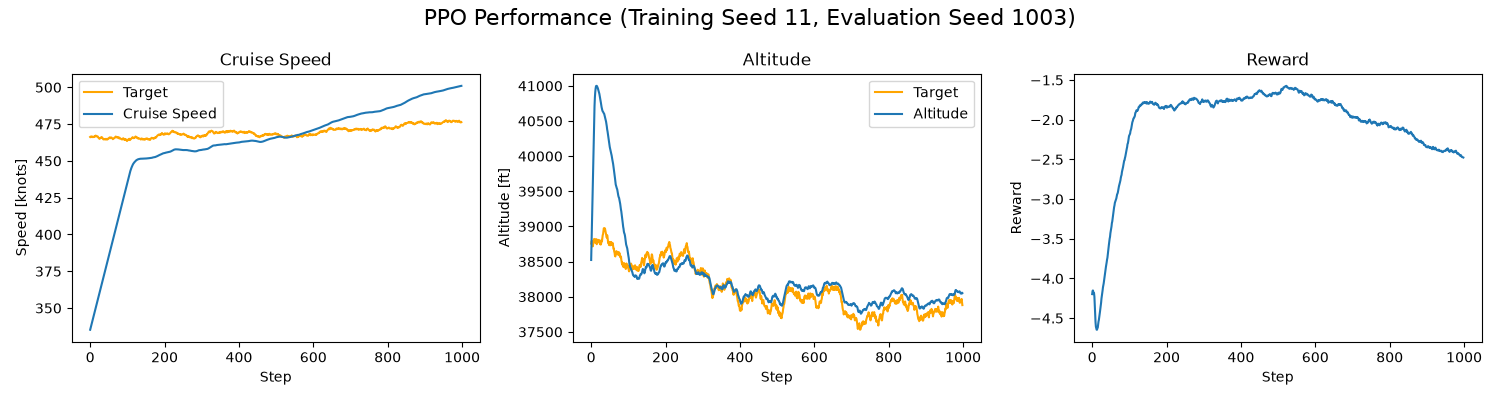 PPO Performance (Training Seed 11, Evaluation Seed 1003)
Cruise Speed
Target
Cruise Speed
500
475
450
425
400
375
350
Speed [knots]
0 200 400 600 800 1000
Step
Altitude
Target
Altitude
41000
40500
40000
39500
39000
38500
38000
37500
Altitude [ft]
0 200 400 600 800 1000
Step
Reward
−1.5
−2.0
−2.5
−3.0
−3.5
−4.0
−4.5
Reward
0 200 400 600 800 1000
Step